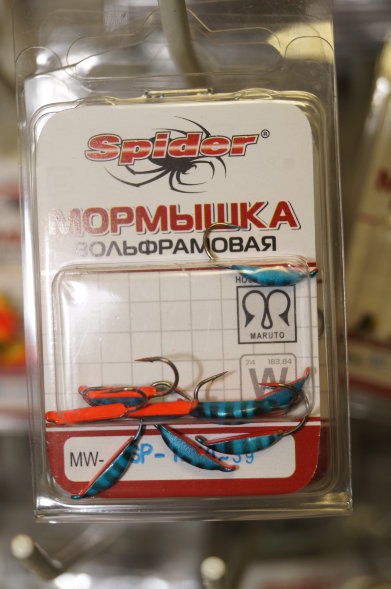 Spider®
МОРМЫШКА
ВОЛЬФРАМОВАЯ
MARUTO
74 183.84
W
MW-